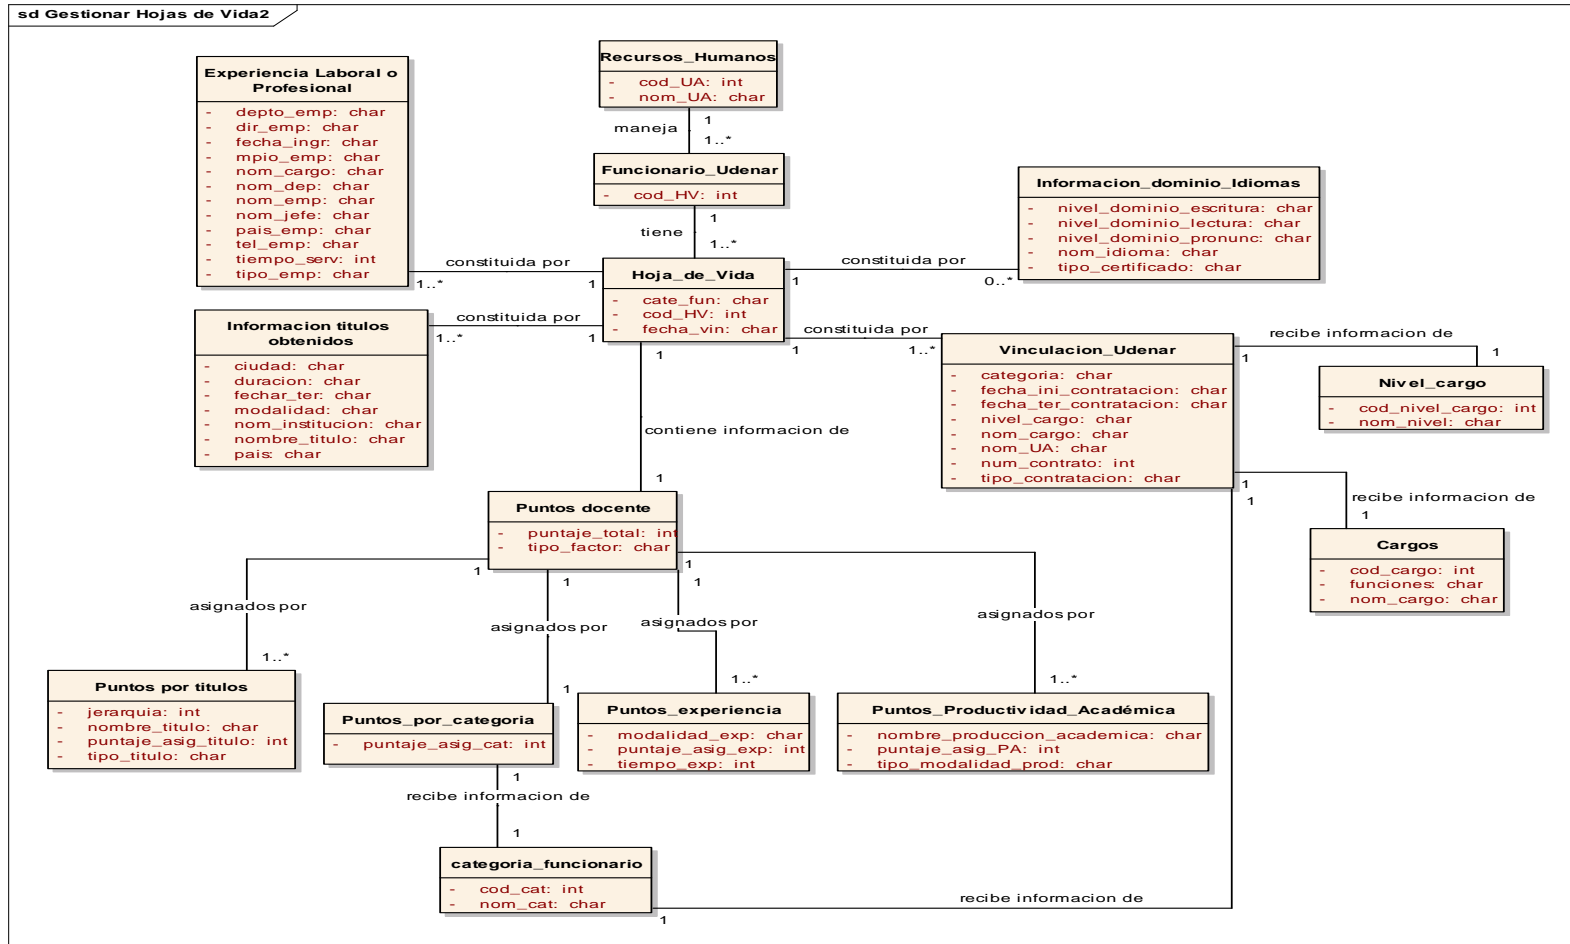 sd Gestionar Hojas de Vida2
Recursos_Humanos
- cod_UA: int
- nom_UA: char
1
maneja
1..*
Experiencia Laboral o
Profesional
- depto_emp: char
- dir_emp: char
- fecha_ingr: char
- mpio_emp: char
- nom_cargo: char
- nom_dep: char
- nom_emp: char
- nom_jefe: char
- pais_emp: char
- tel_emp: char
- tiempo_serv: int
- tipo_emp: char
Funcionario_Udenar
- cod_HV: int
1
tiene
1..*
Informacion_dominio_Idiomas
- nivel_dominio_escritura: char
- nivel_dominio_lectura: char
- nivel_dominio_pronunc: char
- nom_idioma: char
- tipo_certificado: char
constituida por
1..*
1
Hoja_de_Vida
- cate_fun: char
- cod_HV: int
- fecha_vin: char
constituida por
1
0..*
Informacion titulos
obtenidos
- ciudad: char
- duracion: char
- fechar_ter: char
- modalidad: char
- nom_institucion: char
- nombre_titulo: char
- pais: char
constituida por
1..*
1
constituida por
1
1..*
Vinculacion_Udenar
- categoria: char
- fecha_ini_contratacion: char
- fecha_ter_contratacion: char
- nivel_cargo: char
- nom_cargo: char
- nom_UA: char
- num_contrato: int
- tipo_contratacion: char
recibe informacion de
1
1
Nivel_cargo
- cod_nivel_cargo: int
- nom_nivel: char
1
contiene informacion de
1
1
recibe informacion de
1
1
Cargos
- cod_cargo: int
- funciones: char
- nom_cargo: char
Puntos docente
- puntaje_total: int
- tipo_factor: char
1
1
1
1
asignados por
asignados por
asignados por
asignados por
1..*
1
1..*
1..*
Puntos por titulos
- jerarquia: int
- nombre_titulo: char
- puntaje_asig_titulo: int
- tipo_titulo: char
Puntos_por_categoria
- puntaje_asig_cat: int
Puntos_experiencia
- modalidad_exp: char
- puntaje_asig_exp: int
- tiempo_exp: int
Puntos_Productividad_Académica
- nombre_produccion_academica: char
- puntaje_asig_PA: int
- tipo_modalidad_prod: char
1
recibe informacion de
1
categoria_funcionario
- cod_cat: int
- nom_cat: char
recibe informacion de
1